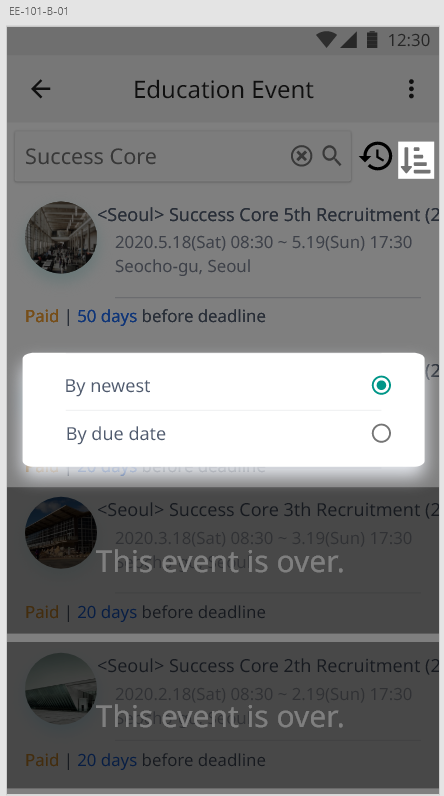 EE-101-B-01
12:30
Education Event
Success Core
<Seoul> Success Core 5th Recruitment (2
2020.5.18(Sat) 08:30 ~ 5.19(Sun) 17:30
Seocho-gu, Seoul
Paid | 50 days before deadline
(2
By newest
By due date
Paid | 20 days before deadline
<Seoul> Success Core 3th Recruitment (2
2020.3.18(Sat) 08:30 ~ 3.19(Sun) 17:30
This event is over.
Paid | 20 days before deadline
<Seoul> Success Core 2th Recruitment (2
2020.2.18(Sat) 08:30 ~ 2.19(Sun) 17:30
This event is over.
Paid | 20 days before deadline